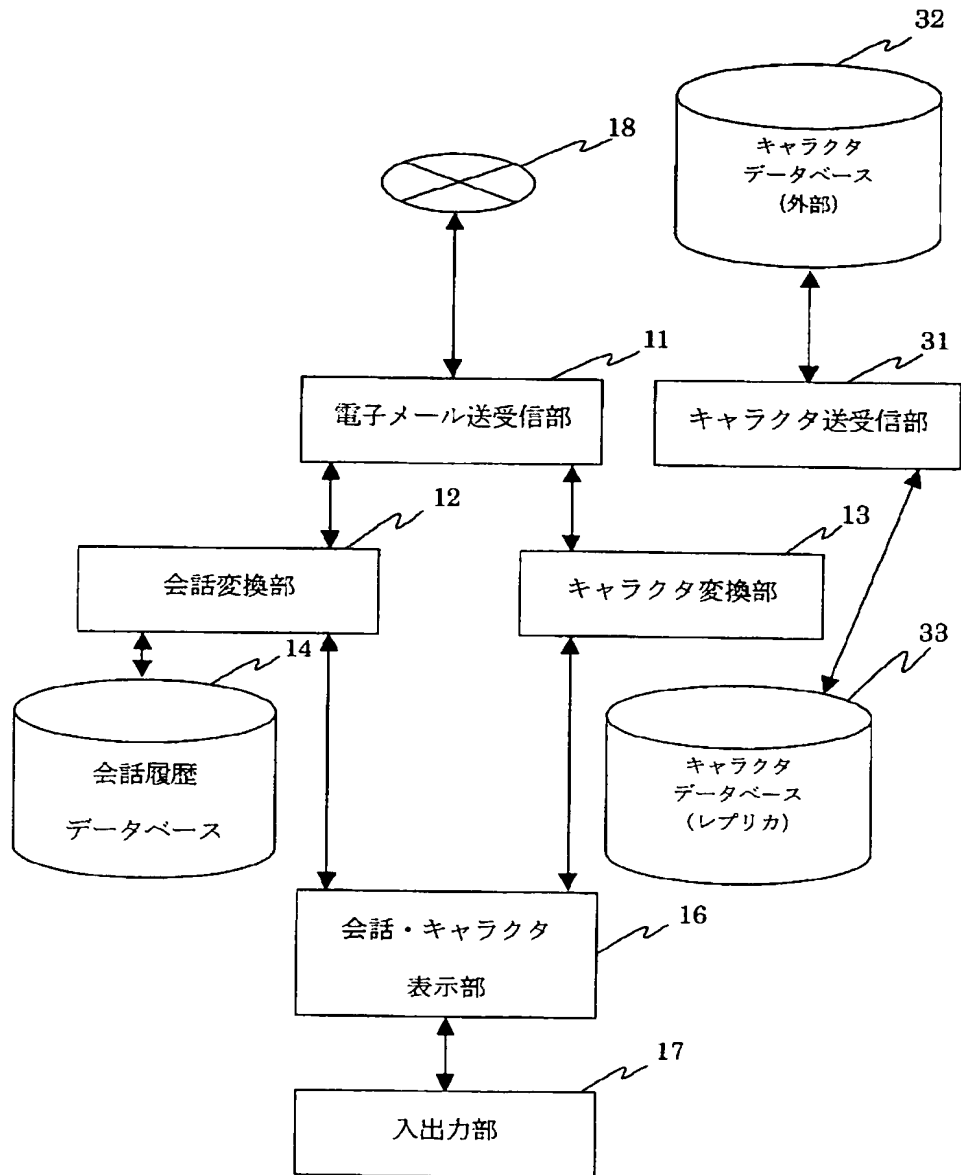 32
キャラクタ
データベース
(外部)
18
11
電子メール送受信部
31
キャラクタ送受信部
12
会話変換部
13
キャラクタ変換部
14
会話履歴
データベース
33
キャラクタ
データベース
(レプリカ)
会話・キャラクタ
表示部
16
17
入出力部